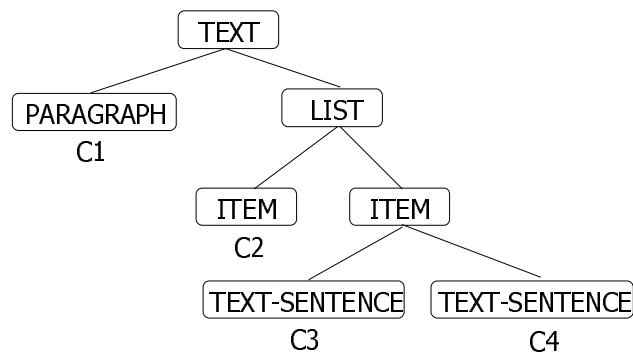 TEXT
PARAGRAPH
LIST
C1
ITEM
ITEM
C2
TEXT-SENTENCE
TEXT-SENTENCE
C3
C4